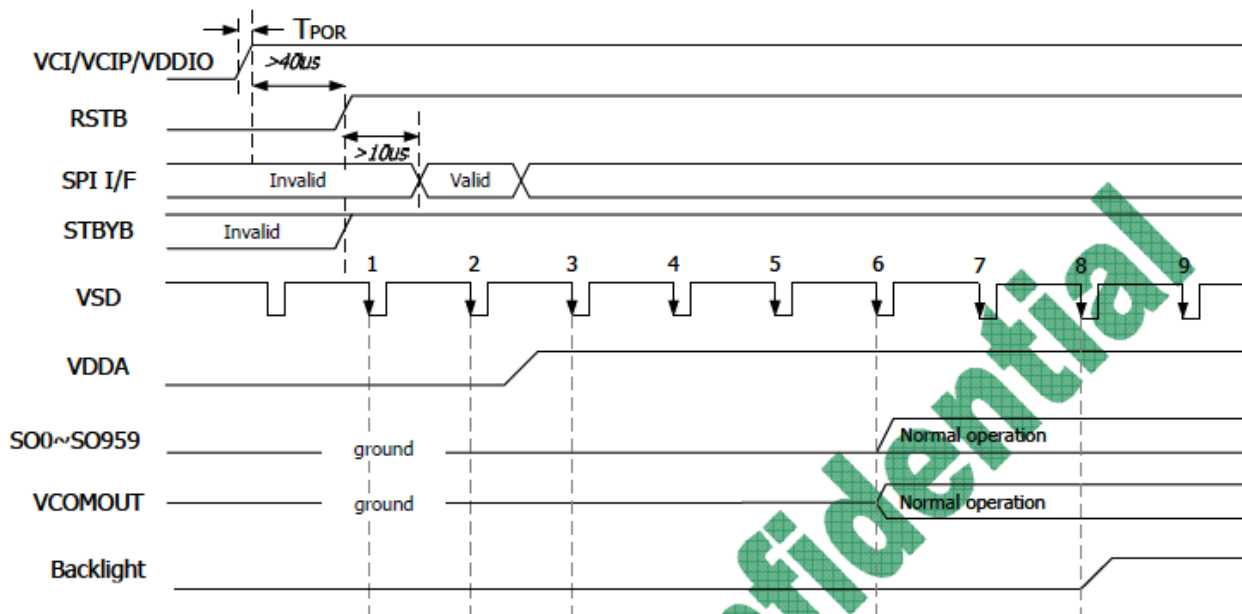 TPOR
VCI/VCIP/VDDIO
>40us
RSTB
>10us
SPI I/F Invalid Valid
STBYB Invalid
1 2 3 4 5 6 7 8 9
VSD
VDDA
SO0~SO959 ground Normal operation
VCOMOUT ground Normal operation
Backlight
nfidential